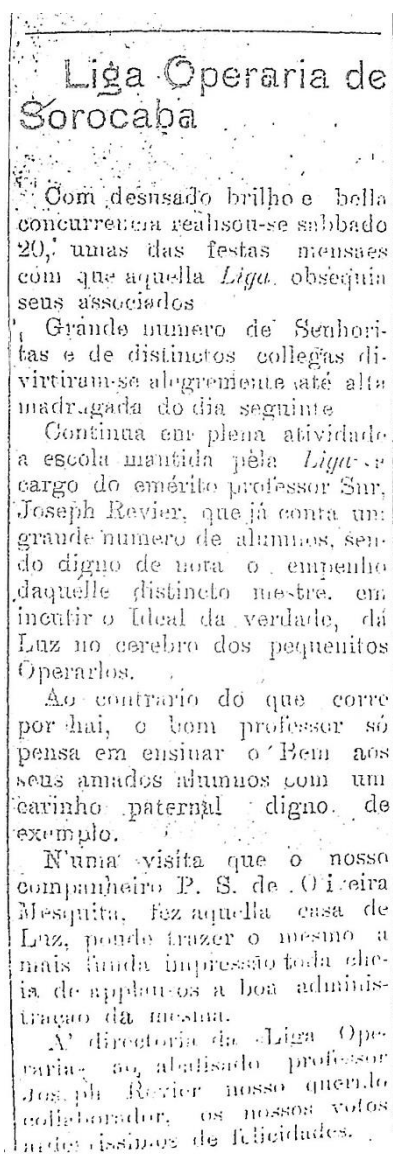 Liga Operaria de
Sorocaba
Com desusado brilho e bella
concurrencia realisou-se sabbado
20, umas das festas mensaes
com que aquella Liga, obsequia
seus associados
Grande numero de Senhori-
tas e de distinctos collegas di-
virtiram-se alegremente até alta
madrugada do dia seguinte
Continua em plena atividade
a escola mantida pela Liga a
cargo do emérito professor Snr,
Joseph Revier, que já conta um
grande numero de alumnos, sen-
do digno de nota o empenho
daquelle distincto mestre, em
incutir o Ideal da verdade, dá
Luz no cerebro dos pequenitos
Operarios.
Ao contrario do que corre
por hai, o bom professor só
pensa em ensinar o Bem aos
seus amados alumnos com um
carinho paternal digno de
exemplo.
N'uma visita que o nosso
companheiro P. S. de Oliveira
Mesquita, fez aquella casa de
Luz, ponde trazer o mesmo a
mais funda impressão toda che-
ia de applausos a boa adminis-
tração da mesma.
A' directoria da «Liga Ope-
raria» ao abalisado professor
Joseph Revier nosso querido
collaborador, os nossos votos
de felicidades.